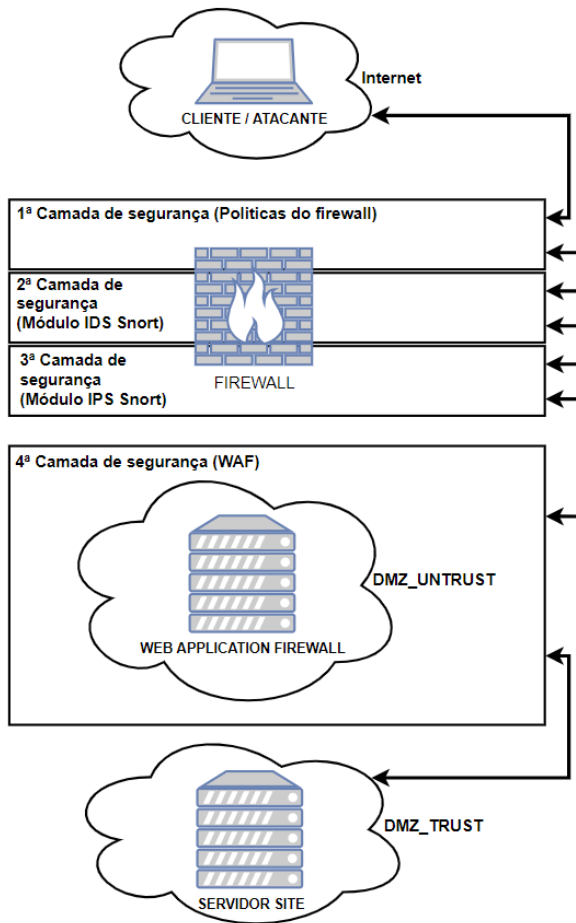 Internet
CLIENTE / ATACANTE
1ª Camada de segurança (Politicas do firewall)
2ª Camada de
segurança
(Módulo IDS Snort)
3ª Camada de
segurança
(Módulo IPS Snort)
FIREWALL
4ª Camada de segurança (WAF)
DMZ_UNTRUST
WEB APPLICATION FIREWALL
DMZ_TRUST
SERVIDOR SITE